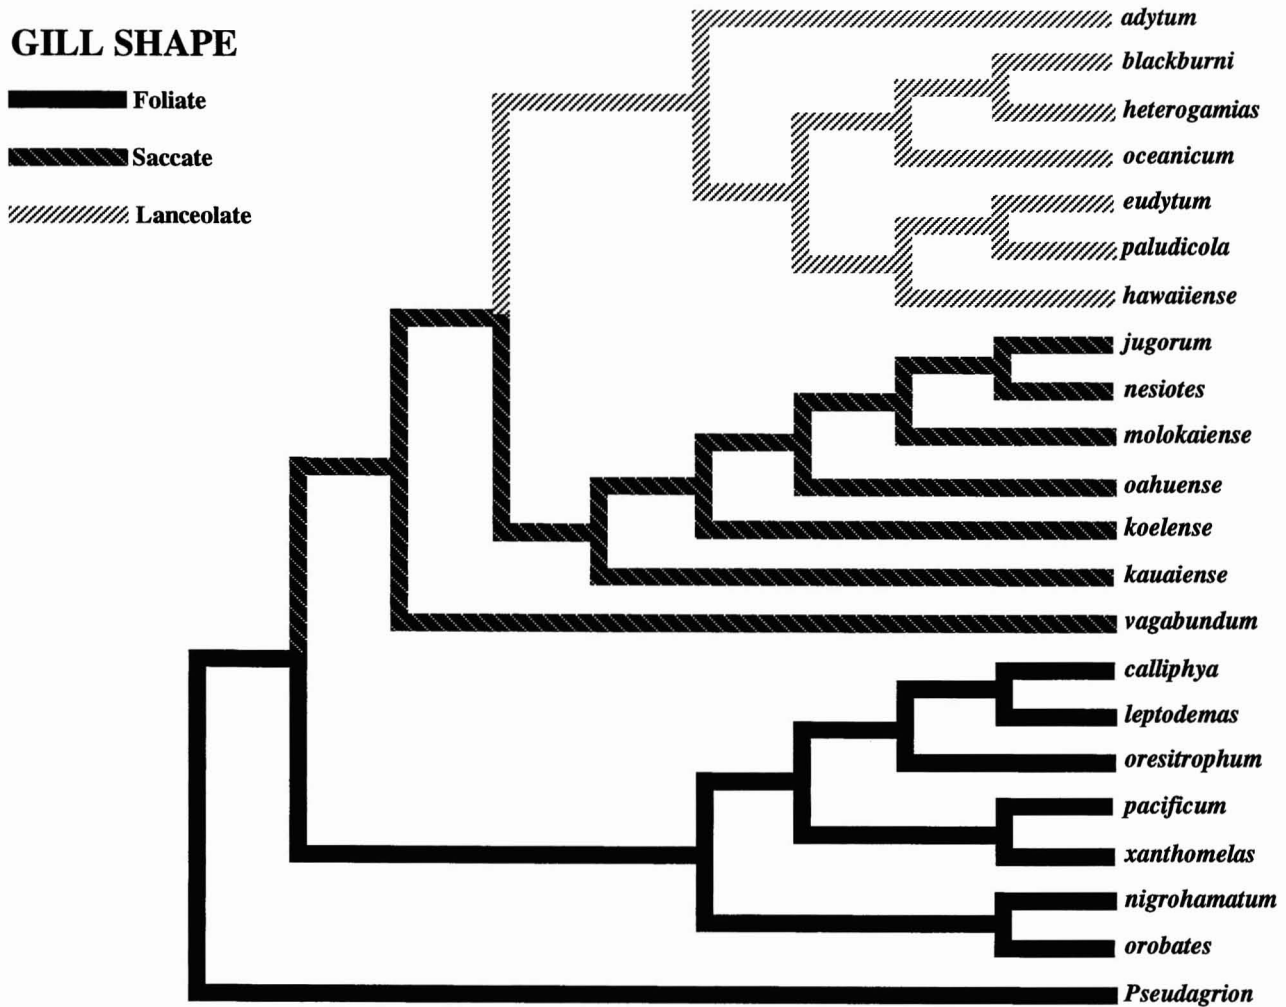 GILL SHAPE
Foliate
Saccate
Lanceolate
adytum
blackburni
heterogamias
oceanicum
eudytum
paludicola
hawaiiense
jugorum
nesiotes
molokaiense
oahuense
koelense
kauaiense
vagabundum
calliphya
leptodemas
oresitrophum
pacificum
xanthomelas
nigrohamatum
orobates
Pseudagrion